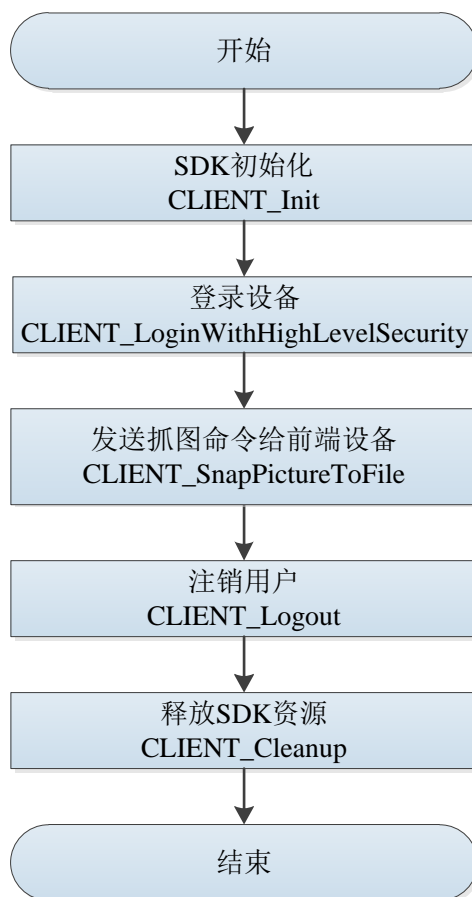 开始
SDK初始化
CLIENT_Init
登录设备
CLIENT_LoginWithHighLevelSecurity
发送抓图命令给前端设备
CLIENT_SnapPictureToFile
注销用户
CLIENT_Logout
释放SDK资源
CLIENT_Cleanup
结束